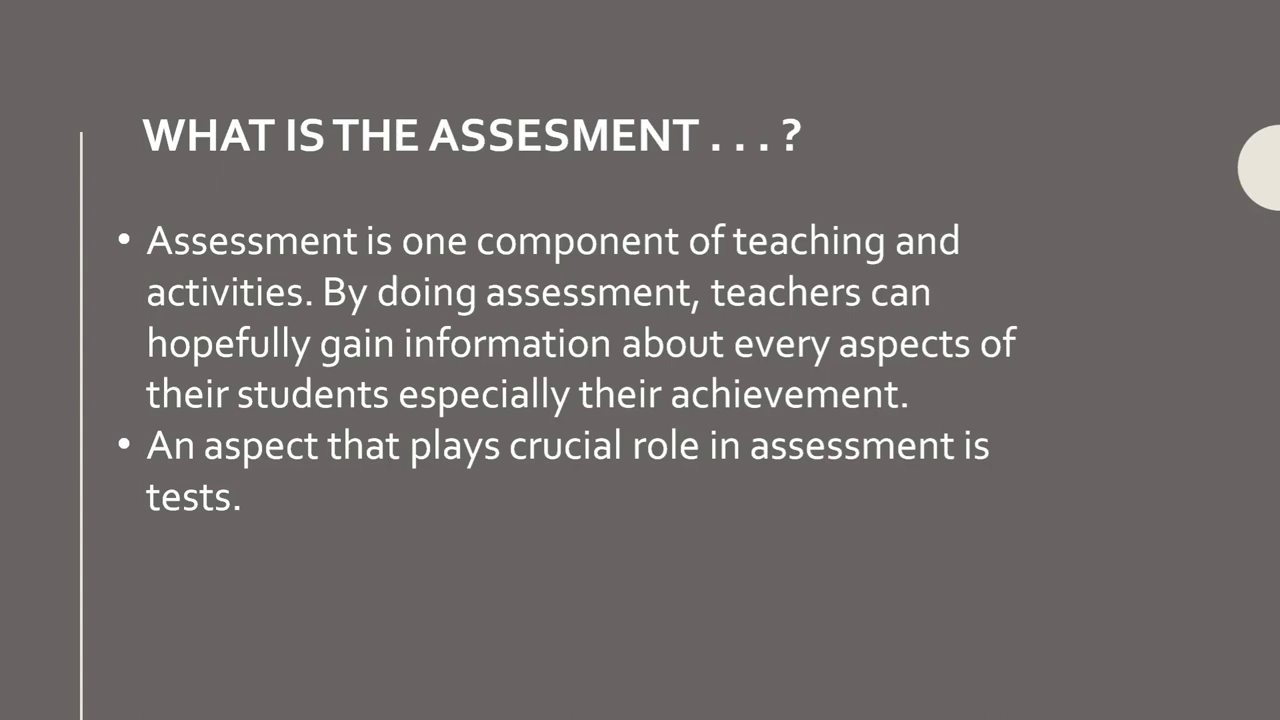 WHAT IS THE ASSESMENT . . . ?
• Assessment is one component of teaching and
activities. By doing assessment, teachers can
hopefully gain information about every aspects of
their students especially their achievement.
• An aspect that plays crucial role in assessment is
tests.